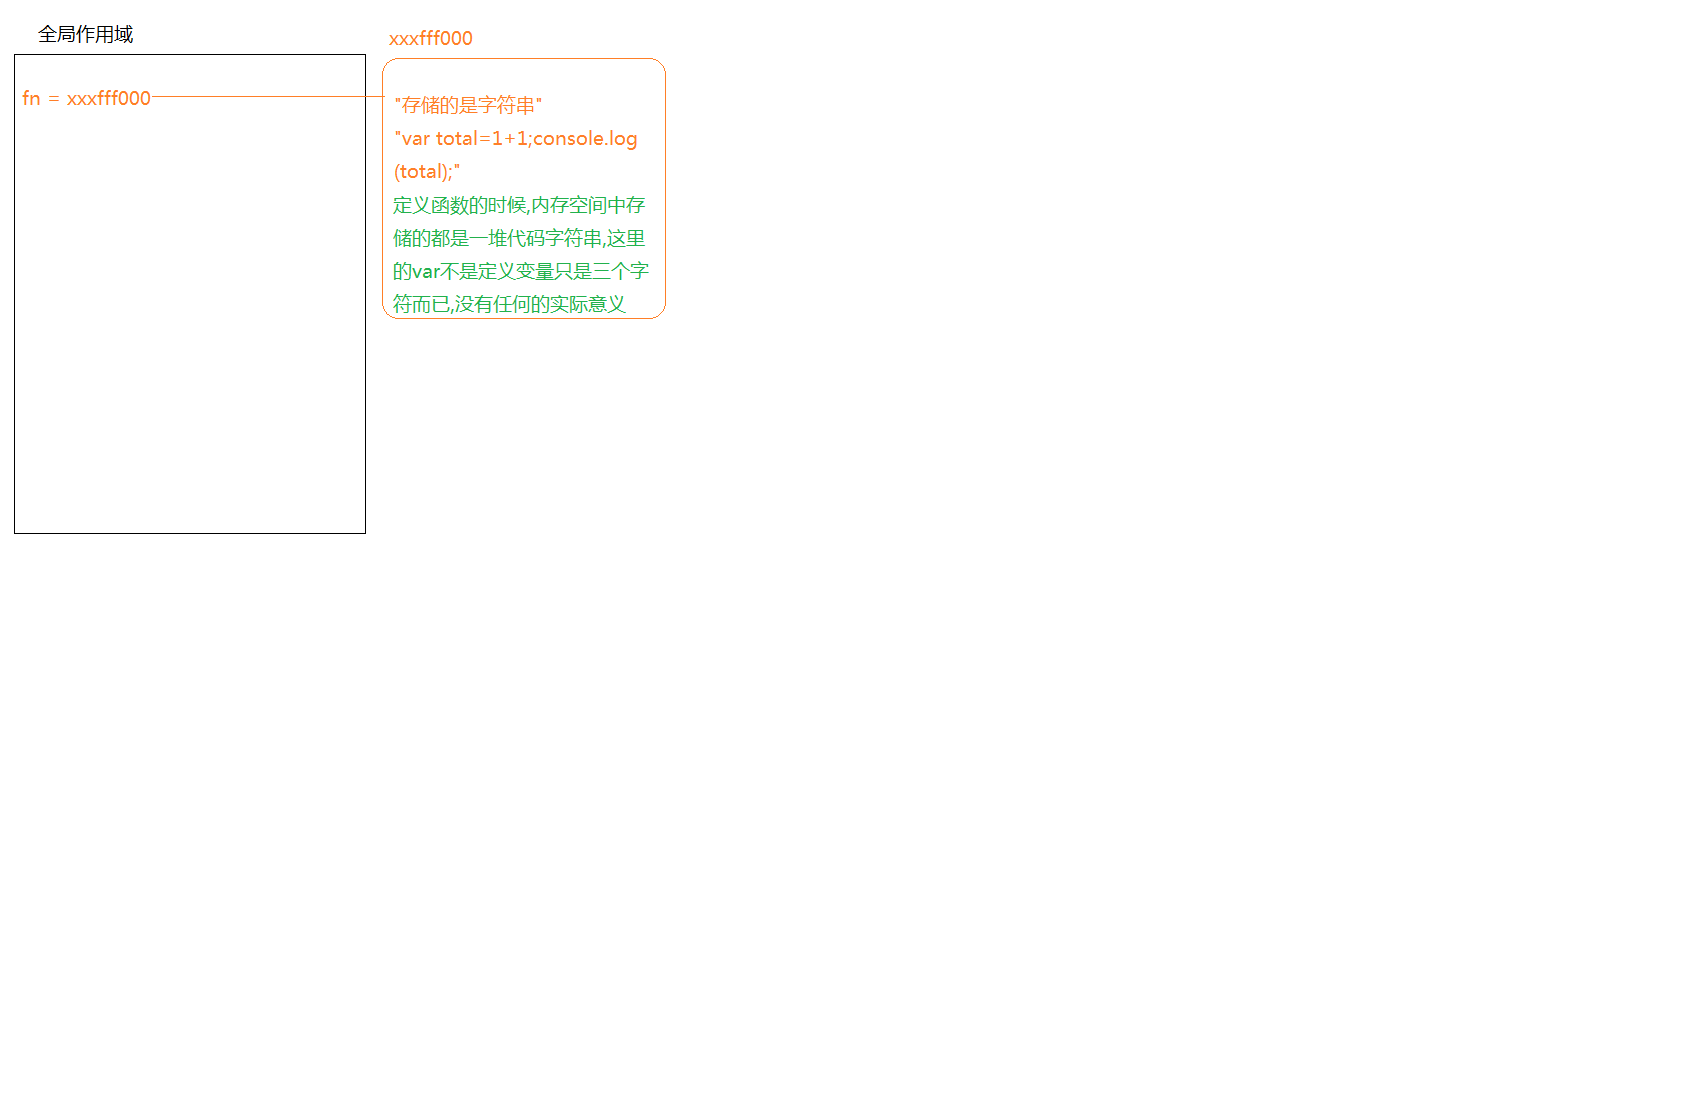 全局作用域
xxxfff000
fn = xxxfff000
"存储的是字符串"
"var total=1+1;console.log
(total);"
定义函数的时候,内存空间中存
储的都是一堆代码字符串,这里
的var不是定义变量只是三个字
符而已,没有任何的实际意义